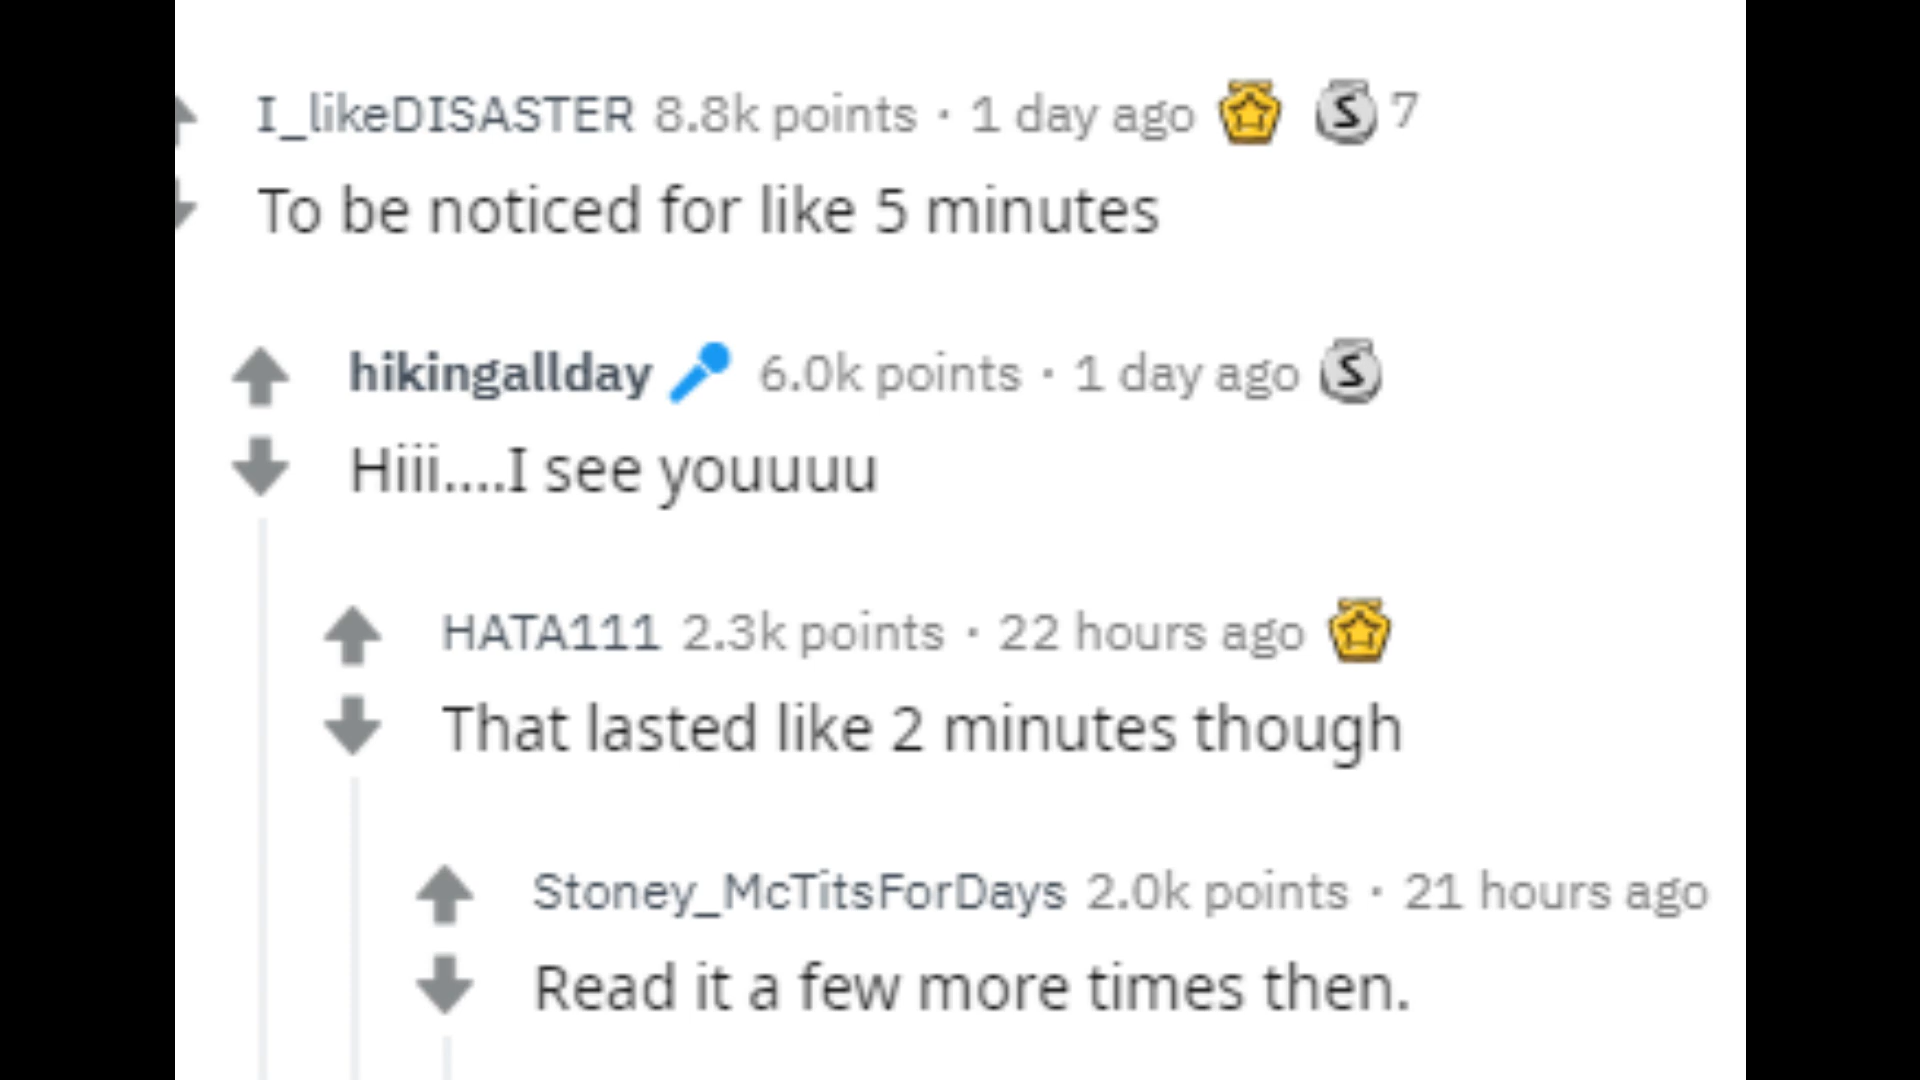 I_likeDISASTER 8.8k points · 1 day ago S 7
To be noticed for like 5 minutes
hikingallday 6.0k points · 1 day ago S
Hiii....I see youuuu
HATA111 2.3k points · 22 hours ago
That lasted like 2 minutes though
Stoney_McTitsForDays 2.0k points · 21 hours ago
Read it a few more times then.